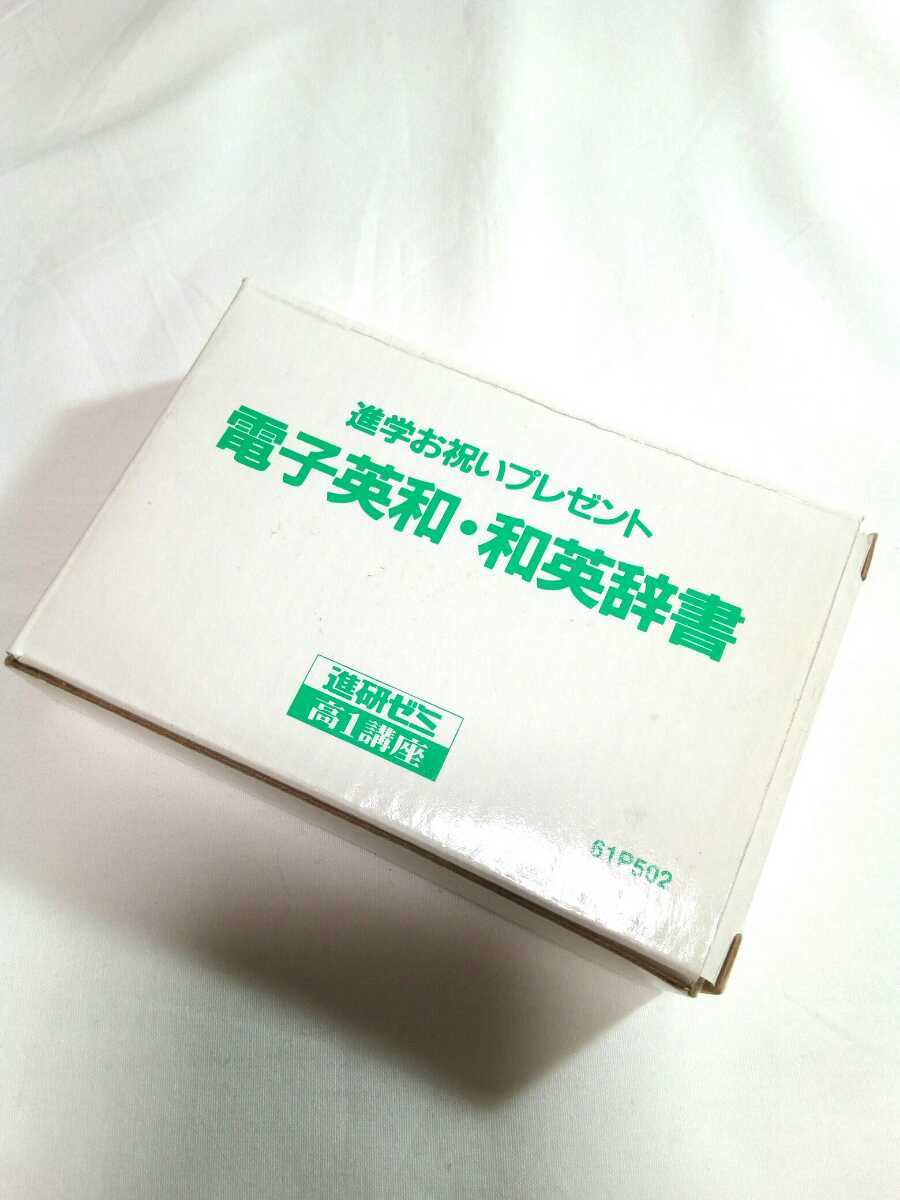 進学お祝いプレゼント
電子英和・和英辞書
進研ゼミ
高1講座
61P502